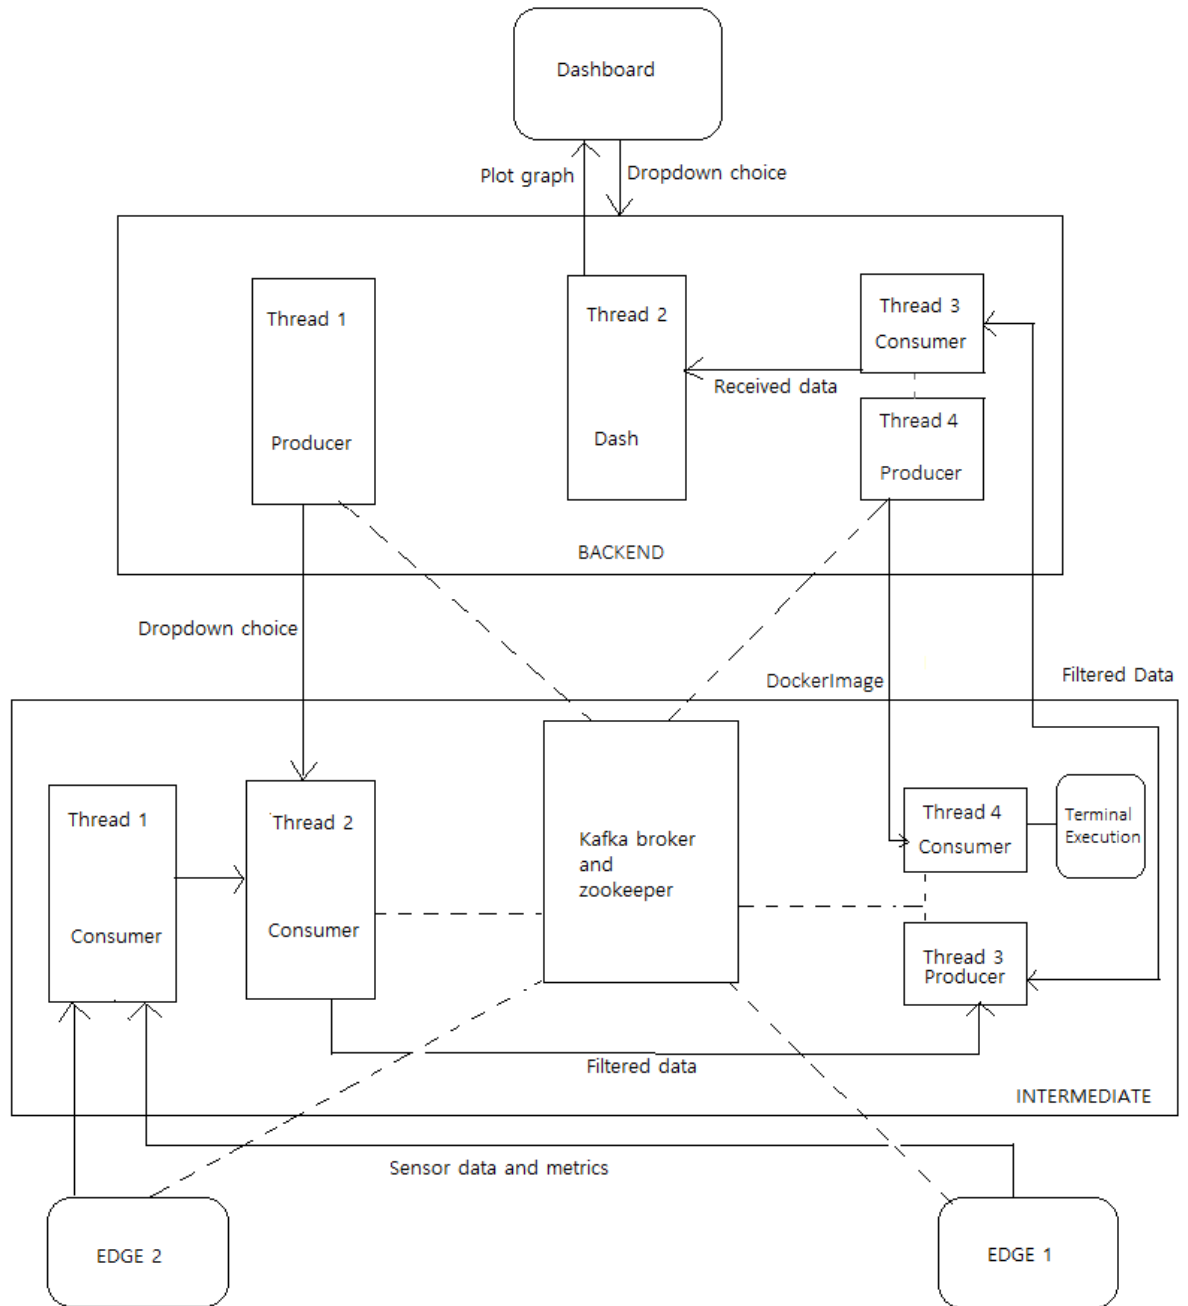 Dashboard
Plot graph
Dropdown choice
Thread 1
Producer
Thread 2
Dash
Thread 3
Consumer
Received data
Thread 4
Producer
BACKEND
Dropdown choice
DockerImage
Filtered Data
Thread 1
Consumer
Thread 2
Consumer
Kafka broker
and
zookeeper
Thread 4
Consumer
Terminal
Execution
Thread 3
Producer
Filtered data
INTERMEDIATE
Sensor data and metrics
EDGE 2
EDGE 1